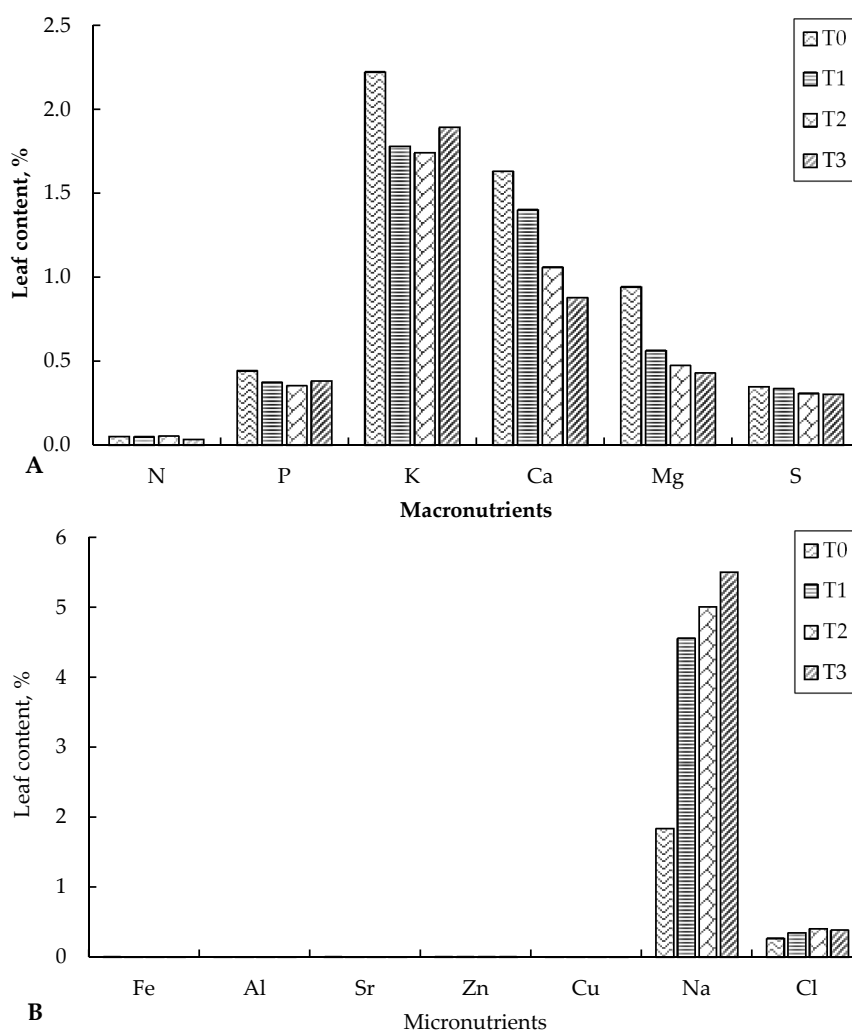 2.5
2.0
1.5
1.0
0.5
0.0
Leaf content, %
T0
T1
T2
T3
A
N P K Ca Mg S
Macronutrients
6
5
4
3
2
1
0
Leaf content, %
T0
T1
T2
T3
B
Fe Al Sr Zn Cu Na Cl
Micronutrients